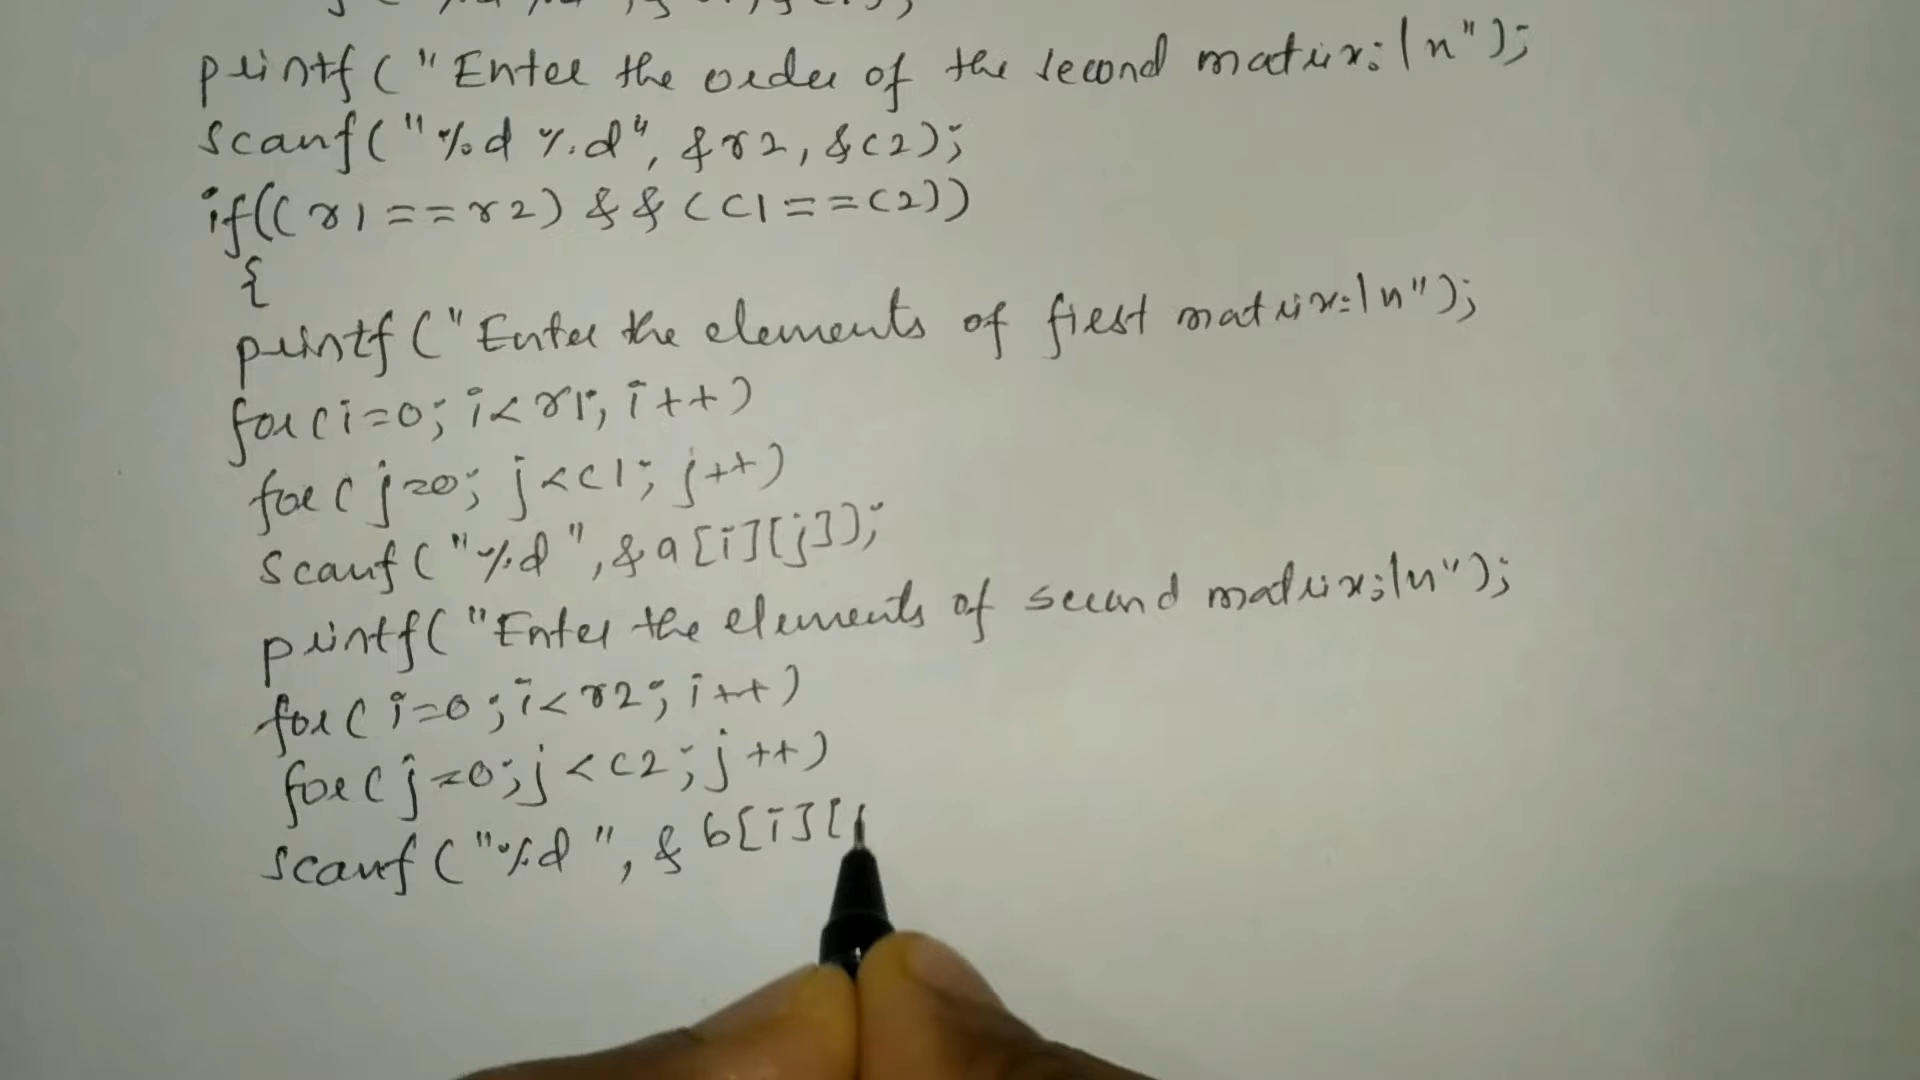 printf("Enter the order of the second matrix:\n");
scanf("%d %d", &r2, &c2);
if((r1==r2) && (c1==c2))
{
printf("Enter the elements of first matrix:\n");
for(i=0; i<r1; i++)
for(j=0; j<c1; j++)
scanf("%d", &a[i][j]);
printf("Enter the elements of second matrix:\n");
for(i=0; i<r2; i++)
for(j=0; j<c2; j++)
scanf("%d", & b[i][